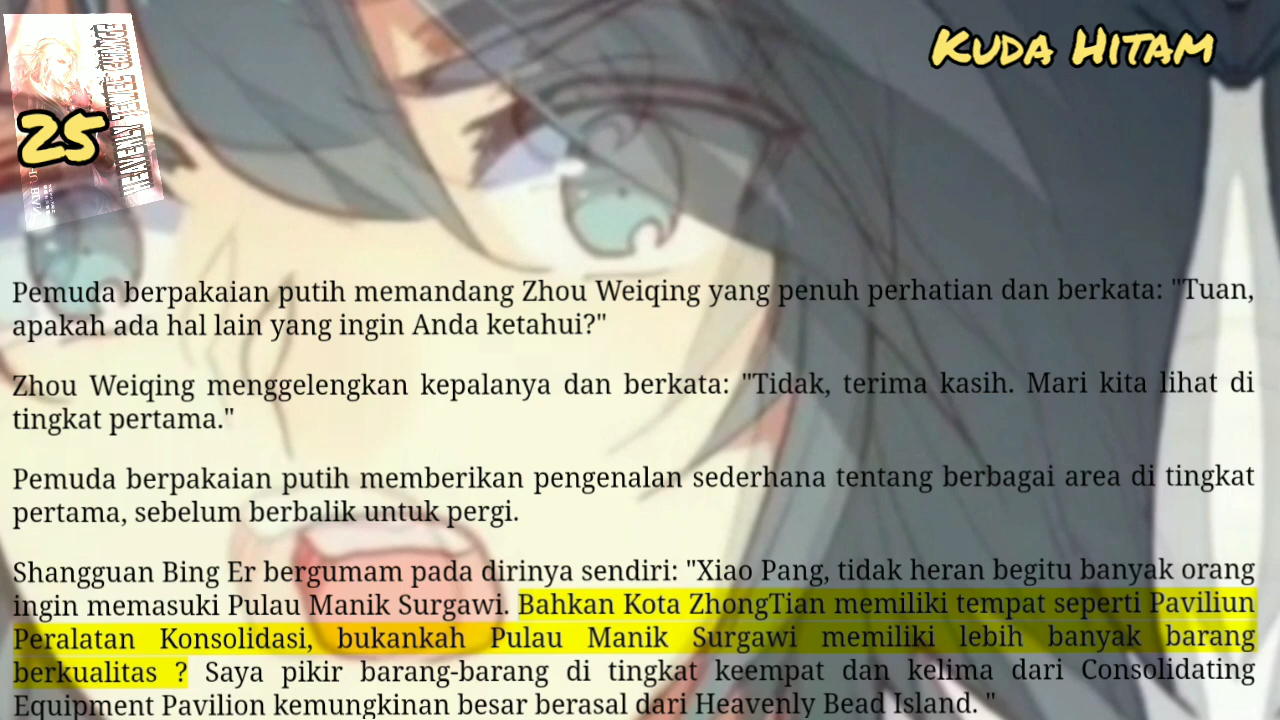 Kuda Hitam
25
Pemuda berpakaian putih memandang Zhou Weiqing yang penuh perhatian dan berkata: "Tuan,
apakah ada hal lain yang ingin Anda ketahui?"
Zhou Weiqing menggelengkan kepalanya dan berkata: "Tidak, terima kasih. Mari kita lihat di
tingkat pertama."
Pemuda berpakaian putih memberikan pengenalan sederhana tentang berbagai area di tingkat
pertama, sebelum berbalik untuk pergi.
Shangguan Bing Er bergumam pada dirinya sendiri: "Xiao Pang, tidak heran begitu banyak orang
ingin memasuki Pulau Manik Surgawi. Bahkan Kota ZhongTian memiliki tempat seperti Paviliun
Peralatan Konsolidasi, bukankah Pulau Manik Surgawi memiliki lebih banyak barang
berkualitas ? Saya pikir barang-barang di tingkat keempat dan kelima dari Consolidating
Equipment Pavilion kemungkinan besar berasal dari Heavenly Bead Island. "